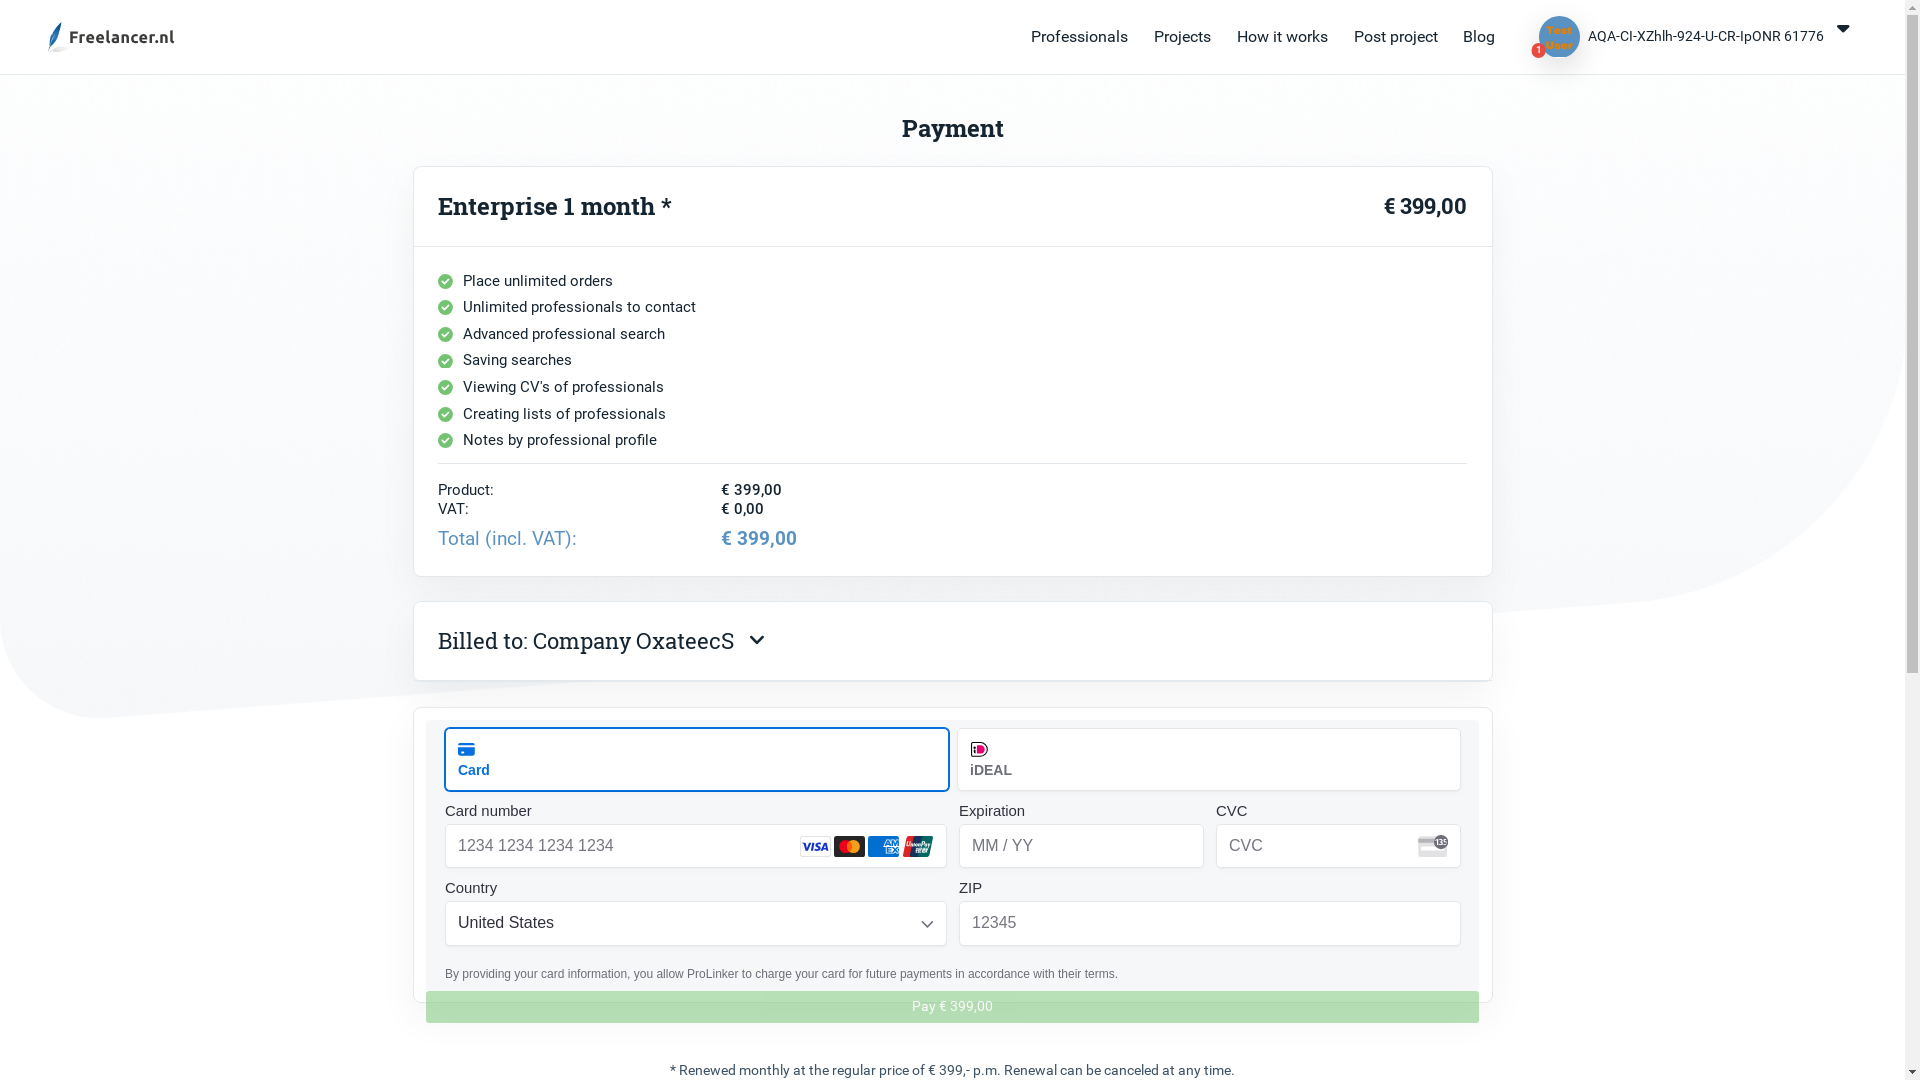 Freelancer.nl
Professionals
Projects
How it works
Post project
Blog
Test
User
1
AQA-CI-XZhlh-924-U-CR-IpONR 61776
Payment
Enterprise 1 month *
€ 399,00
Place unlimited orders
Unlimited professionals to contact
Advanced professional search
Saving searches
Viewing CV's of professionals
Creating lists of professionals
Notes by professional profile
Product:
€ 399,00
VAT:
€ 0,00
Total (incl. VAT):
€ 399,00
Billed to: Company OxateecS
Card
iDEAL
Card number
Expiration
CVC
1234 1234 1234 1234
VISA
AM
EX
UnionPay
MM / YY
CVC
135
Country
ZIP
United States
12345
By providing your card information, you allow ProLinker to charge your card for future payments in accordance with their terms.
Pay € 399,00
* Renewed monthly at the regular price of € 399,- p.m. Renewal can be canceled at any time.